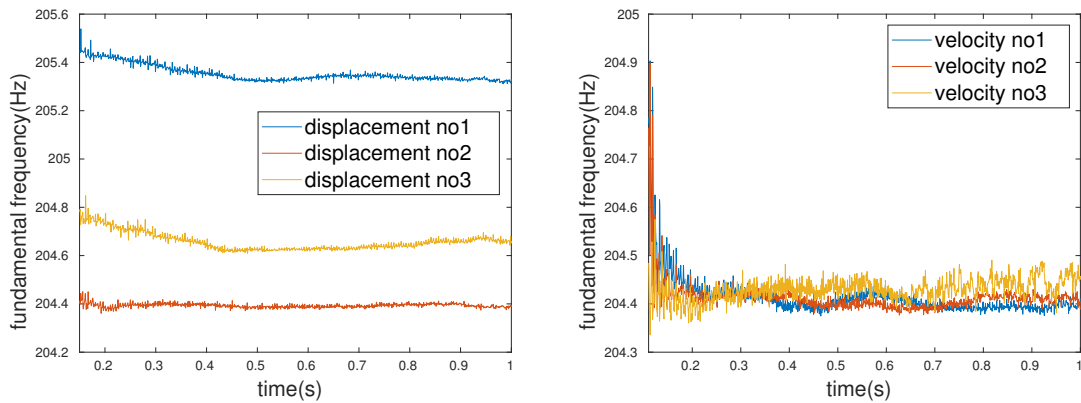 205.6
205.4
205.2
205
204.8
204.6
204.4
204.2
fundamental frequency(Hz)
displacement no1
displacement no2
displacement no3
0.2 0.3 0.4 0.5 0.6 0.7 0.8 0.9 1
time(s)
205
204.9
204.8
204.7
204.6
204.5
204.4
204.3
fundamental frequency(Hz)
velocity no1
velocity no2
velocity no3
0.2 0.3 0.4 0.5 0.6 0.7 0.8 0.9 1
time(s)